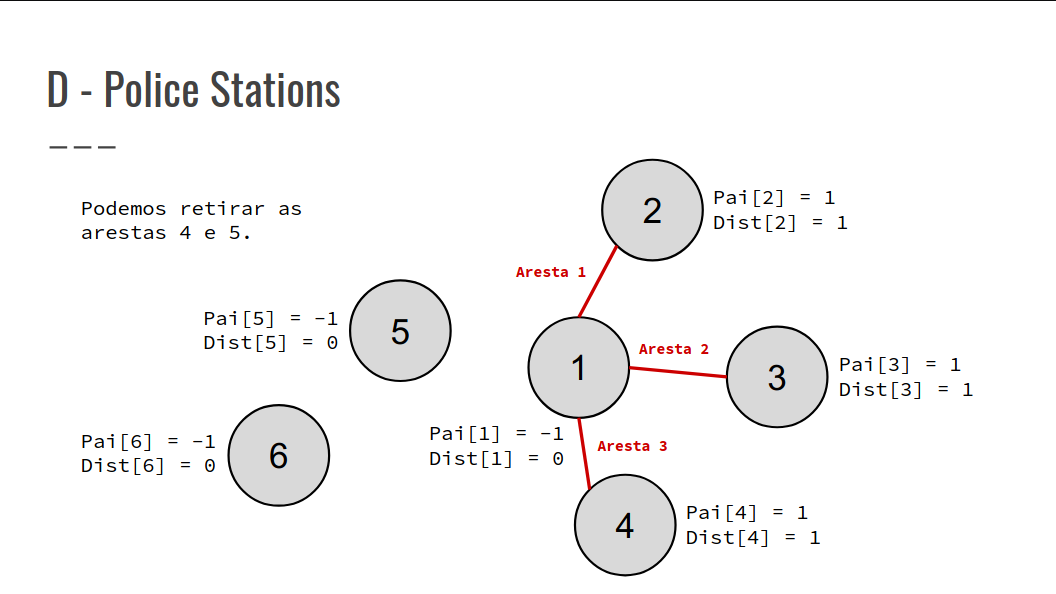 D - Police Stations
Podemos retirar as
arestas 4 e 5.
2
Pai[2] = 1
Dist[2] = 1
Aresta 1
Pai[5] = -1
Dist[5] = 0
5
1
Aresta 2
3
Pai[3] = 1
Dist[3] = 1
Pai[6] = -1
Dist[6] = 0
6
Pai[1] = -1
Dist[1] = 0
Aresta 3
4
Pai[4] = 1
Dist[4] = 1